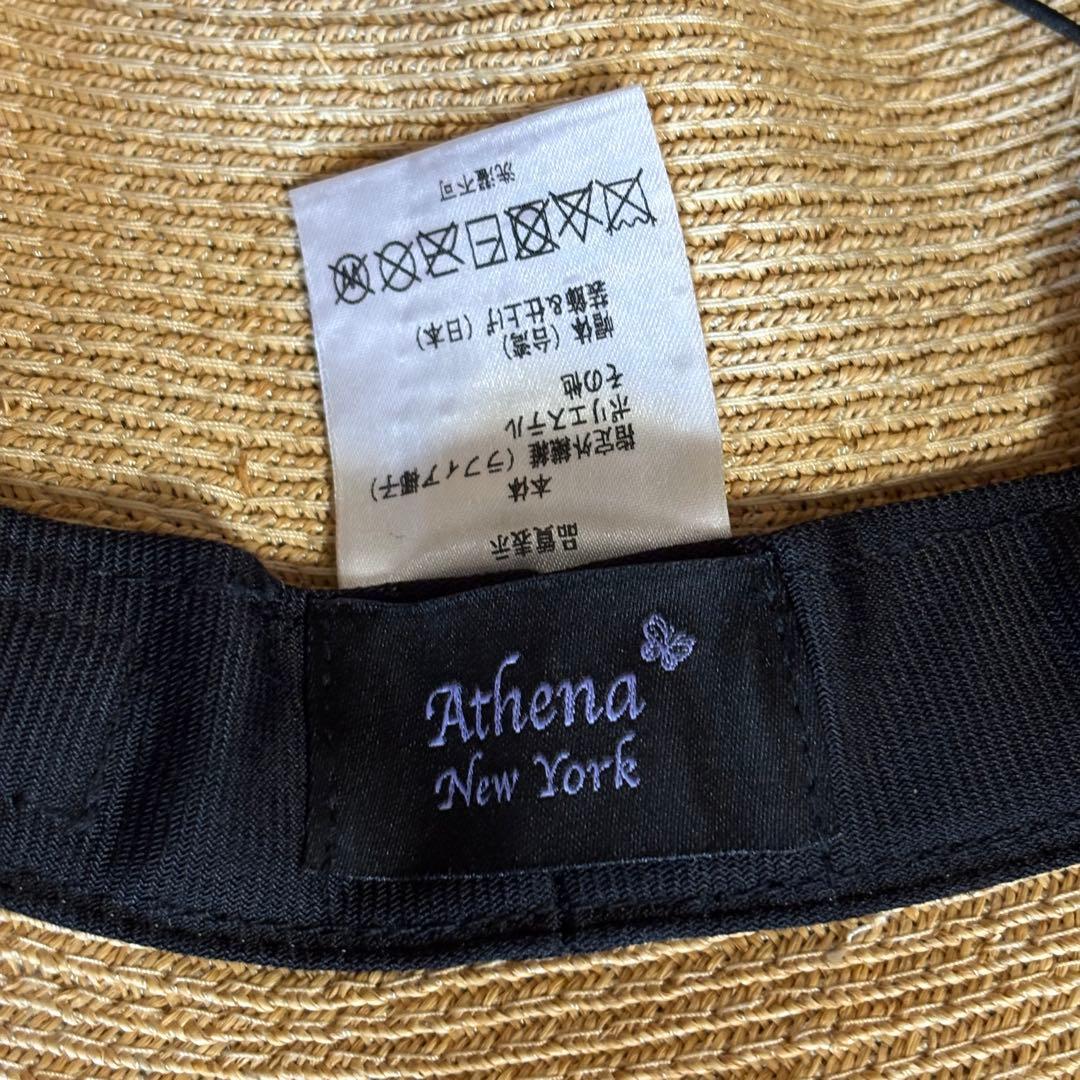 品質表示
本体
指定外繊維（ラフィア椰子）
ポリエステル
その他
帽体（台湾）
装飾&仕上げ（日本）
洗濯不可
Athena
New York